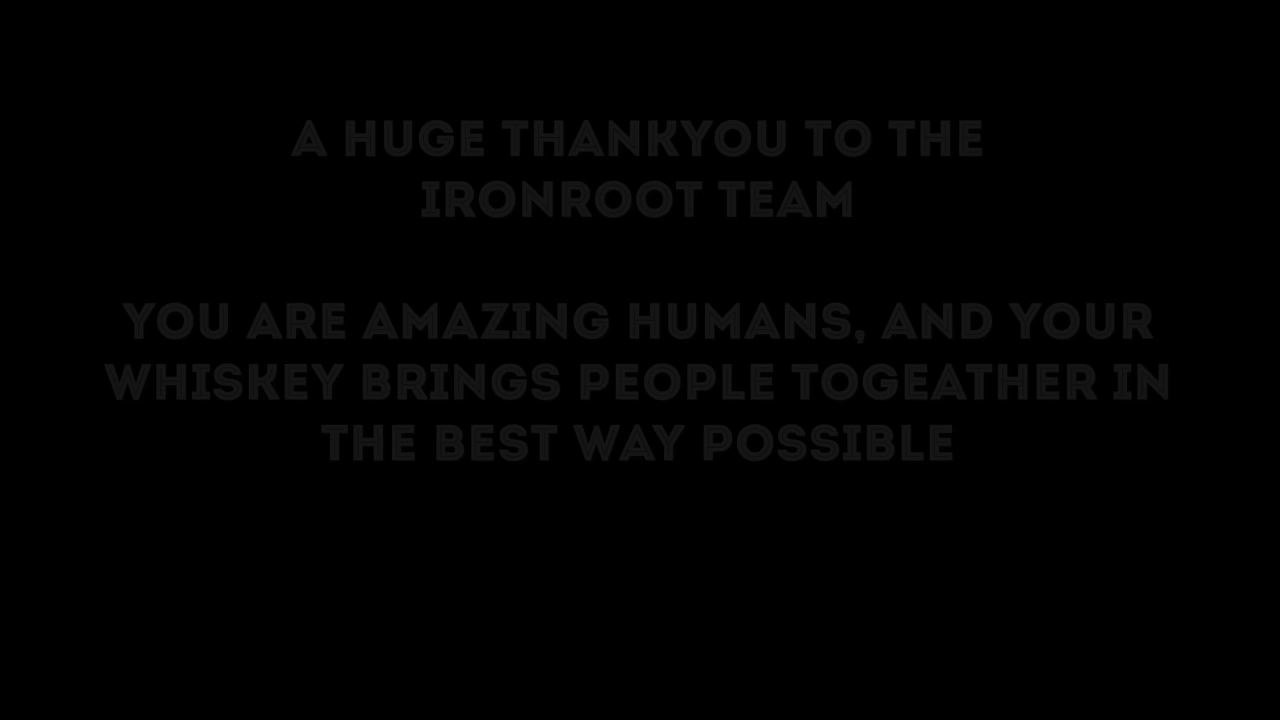 A HUGE THANKYOU TO THE
IRONROOT TEAM
YOU ARE AMAZING HUMANS, AND YOUR
WHISKEY BRINGS PEOPLE TOGEATHER IN
THE BEST WAY POSSIBLE